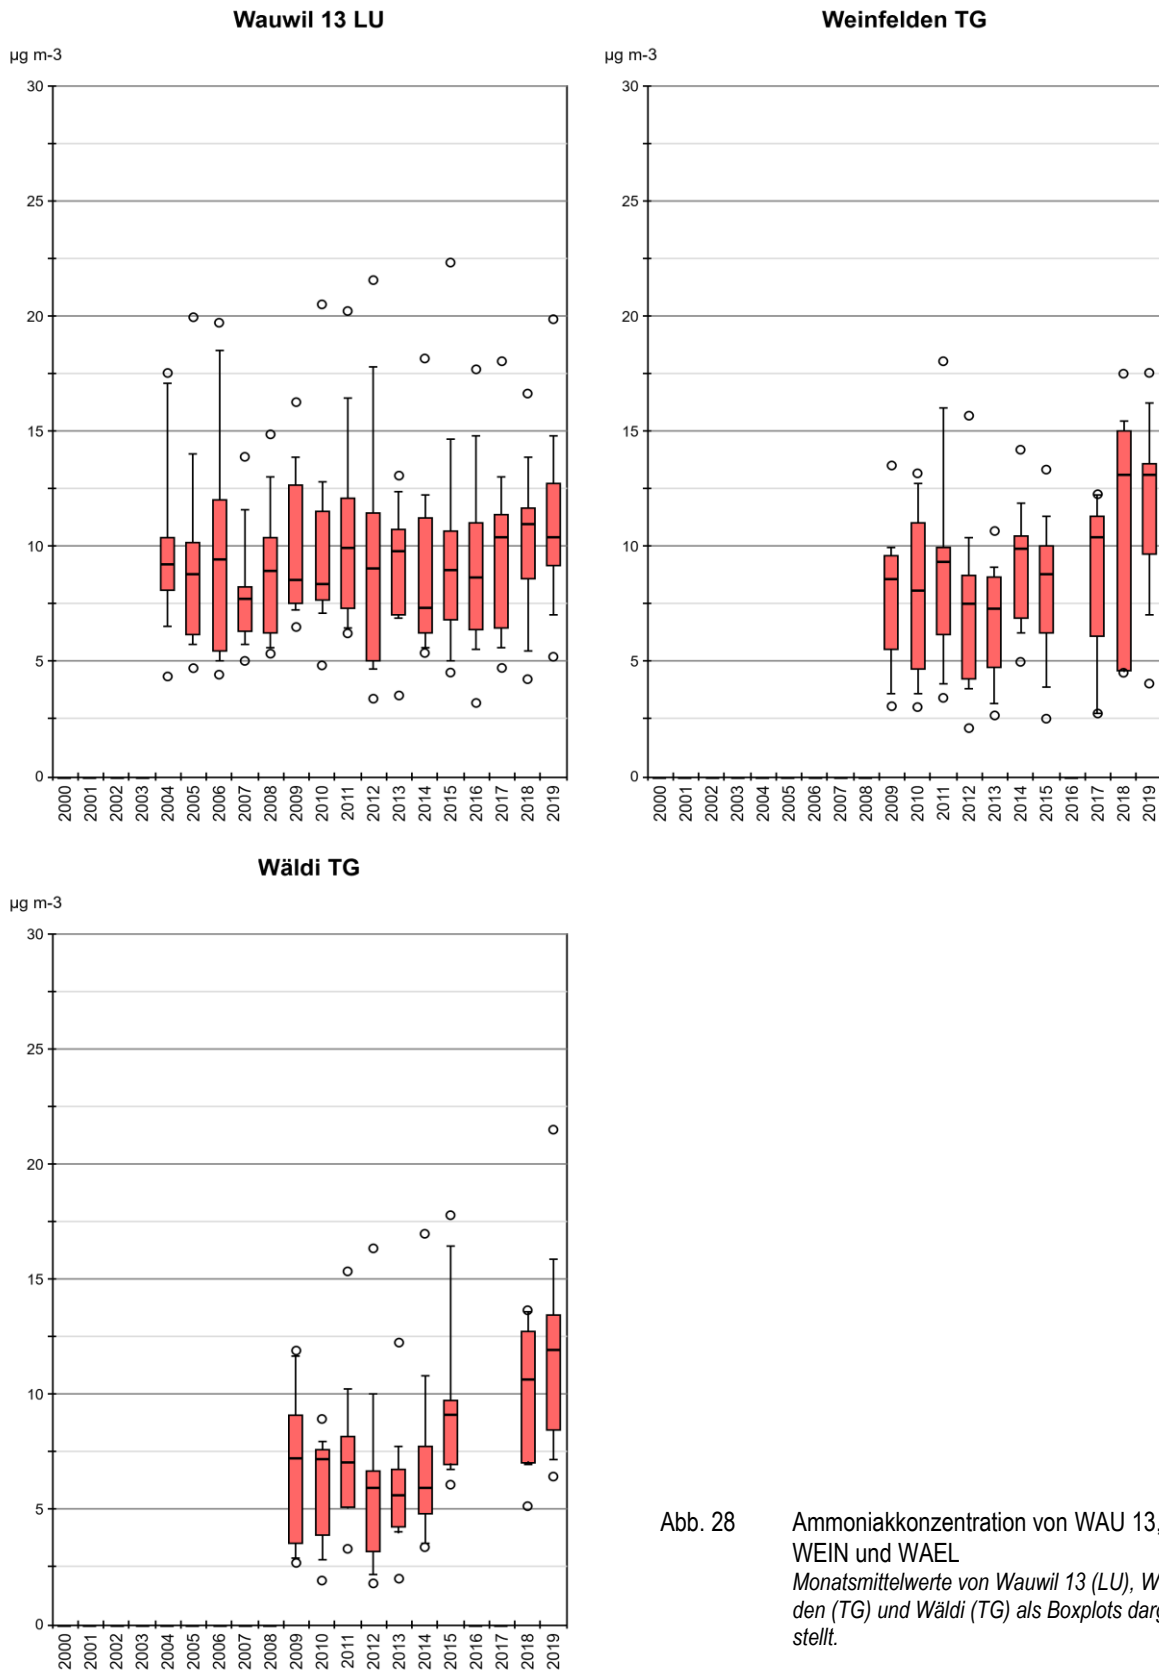 Wauwil 13 LU
µg m-3
30
25
20
15
10
5
0
2000 2001 2002 2003 2004 2005 2006 2007 2008 2009 2010 2011 2012 2013 2014 2015 2016 2017 2018 2019
Weinfelden TG
µg m-3
30
25
20
15
10
5
0
2000 2001 2002 2003 2004 2005 2006 2007 2008 2009 2010 2011 2012 2013 2014 2015 2016 2017 2018 2019
Wäldi TG
µg m-3
30
25
20
15
10
5
0
2000 2001 2002 2003 2004 2005 2006 2007 2008 2009 2010 2011 2012 2013 2014 2015 2016 2017 2018 2019
Abb. 28 Ammoniakkonzentration von WAU 13,
WEIN und WAEL
Monatsmittelwerte von Wauwil 13 (LU), W
den (TG) und Wäldi (TG) als Boxplots darg
stellt.